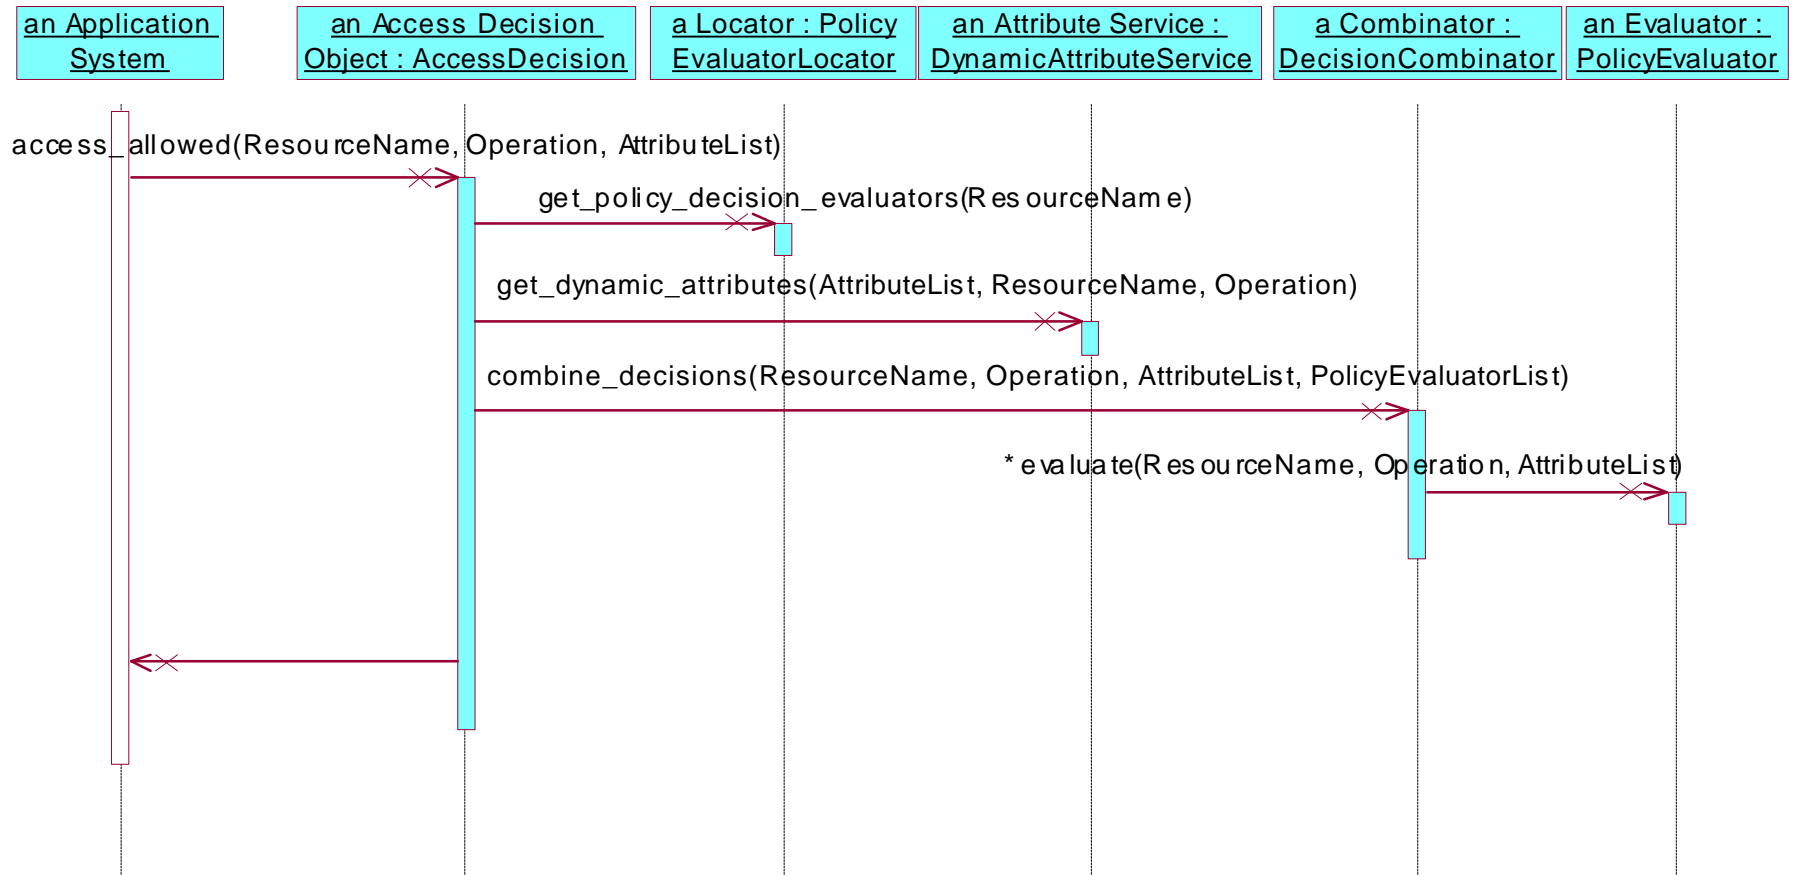 an Application
System
an Access Decision
Object : AccessDecision
a Locator : Policy
EvaluatorLocator
an Attribute Service :
DynamicAttributeService
a Combinator :
DecisionCombinator
an Evaluator :
PolicyEvaluator
access_allowed(ResourceName, Operation, AttributeList)
get_policy_decision_evaluators(ResourceName)
get_dynamic_attributes(AttributeList, ResourceName, Operation)
combine_decisions(ResourceName, Operation, AttributeList, PolicyEvaluatorList)
* evaluate(ResourceName, Operation, AttributeList)